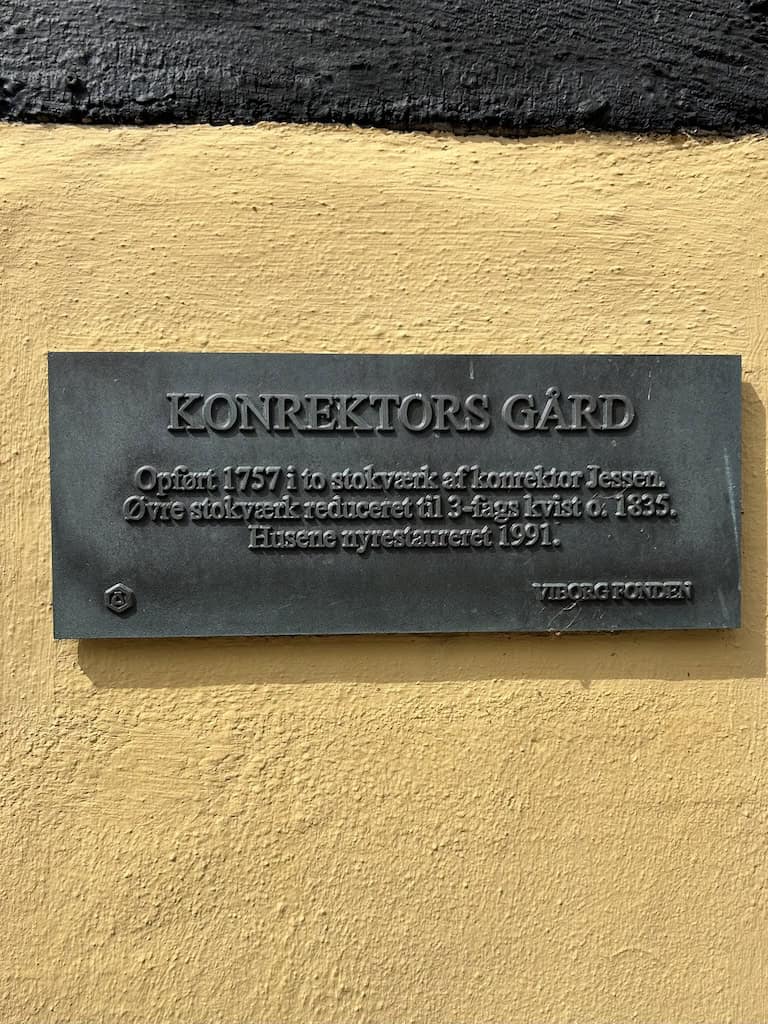 KONREKTORS GÅRD
Opført 1757 i to stokværk af konrektor Jessen.
Øvre stokværk reduceret til 3-fags kvist o. 1835.
Husene nyrestaureret 1991.
VIBORG FONDEN